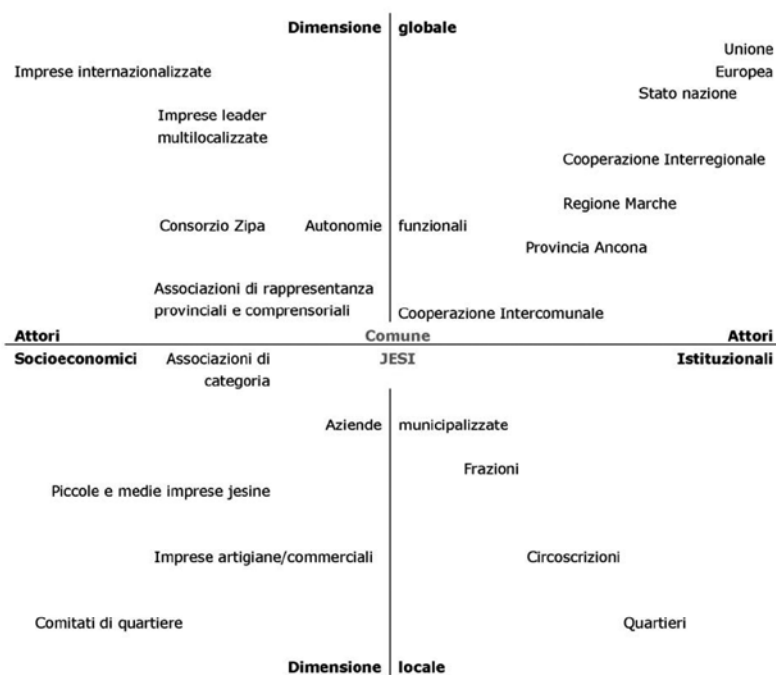 Dimensione globale
Unione
Imprese internazionalizzate Europea
Stato nazione
Imprese leader
multilocalizzate
Cooperazione Interregionale
Regione Marche
Consorzio Zipa Autonomie funzionali
Provincia Ancona
Associazioni di rappresentanza
provinciali e comprensoriali Cooperazione Intercomunale
Attori Comune Attori
Socioeconomici Associazioni di JESI Istituzionali
categoria
Aziende municipalizzate
Frazioni
Piccole e medie imprese jesine
Imprese artigiane/commerciali Circoscrizioni
Comitati di quartiere Quartieri
Dimensione locale